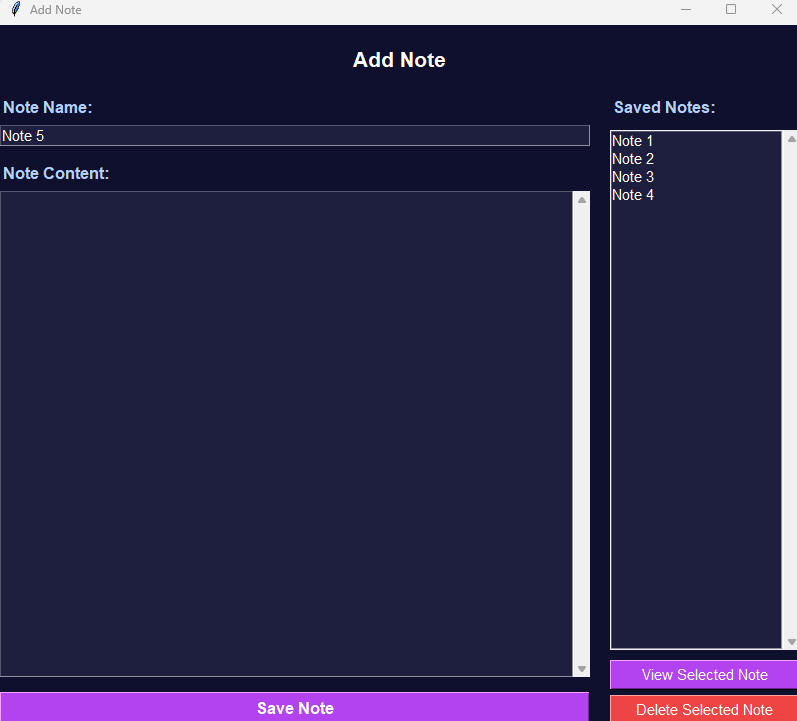 Add Note
Add Note
Note Name:
Note 5
Note Content:
Save Note
Saved Notes:
Note 1
Note 2
Note 3
Note 4
View Selected Note
Delete Selected Note